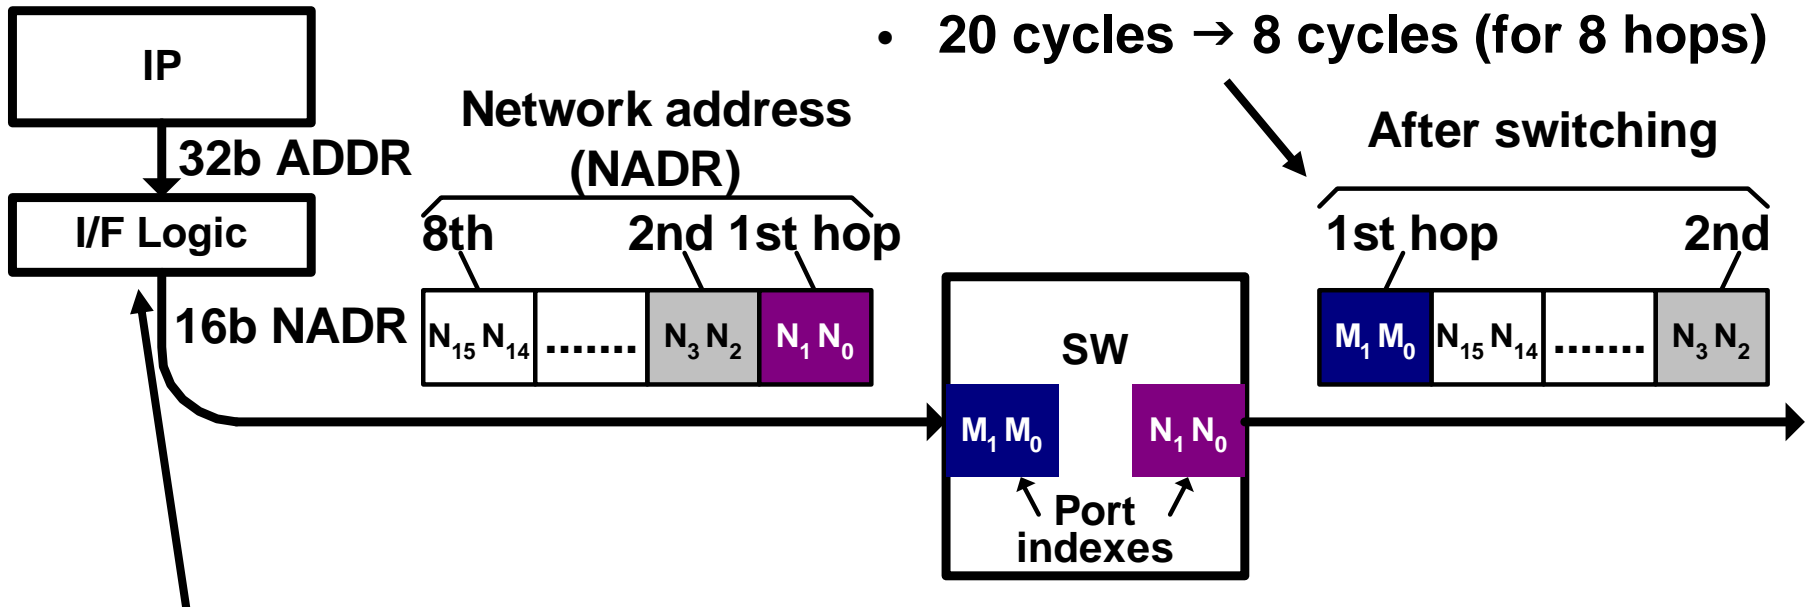 • 20 cycles → 8 cycles (for 8 hops)
IP
32b ADDR
I/F Logic
16b NADR
Network address
(NADR)
8th 2nd 1st hop
N15 N14 ....... N3 N2 N1 N0
SW
M1 M0 N1 N0
Port
indexes
After switching
1st hop 2nd
M1 M0 N15 N14 ....... N3 N2